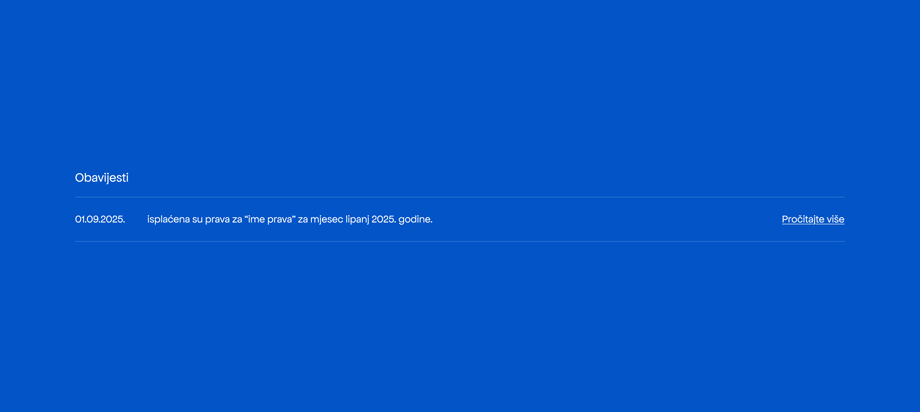 Obavijesti
01.09.2025. isplaćena su prava za “ime prava” za mjesec lipanj 2025. godine. Pročitajte više